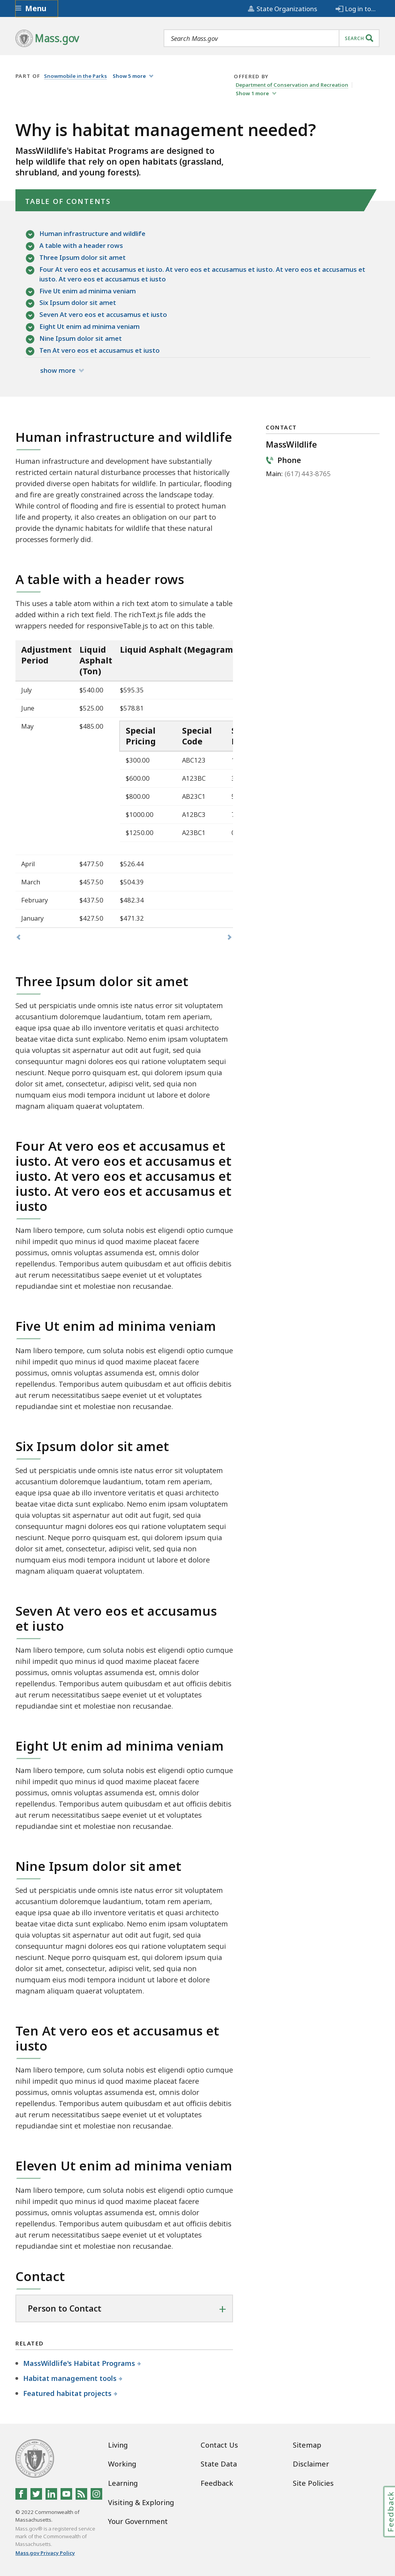 Menu
State Organizations
Log in to...
Mass.gov
Search Mass.gov
SEARCH
PART OF Snowmobile in the Parks Show 5 more
OFFERED BY
Department of Conservation and Recreation
Show 1 more
Why is habitat management needed?
MassWildlife's Habitat Programs are designed to
help wildlife that rely on open habitats (grassland,
shrubland, and young forests).
TABLE OF CONTENTS
Human infrastructure and wildlife
A table with a header rows
Three Ipsum dolor sit amet
Four At vero eos et accusamus et iusto. At vero eos et accusamus et iusto. At vero eos et accusamus et
iusto. At vero eos et accusamus et iusto
Five Ut enim ad minima veniam
Six Ipsum dolor sit amet
Seven At vero eos et accusamus et iusto
Eight Ut enim ad minima veniam
Nine Ipsum dolor sit amet
Ten At vero eos et accusamus et iusto
show more
Human infrastructure and wildlife
Human infrastructure and development have substantially
restricted certain natural disturbance processes that historically
provided diverse open habitats for wildlife. In particular, flooding
and fire are greatly constrained across the landscape today.
While control of flooding and fire is essential to protect human
life and property, it also creates an obligation on our part to
provide the dynamic habitats for wildlife that these natural
processes formerly did.
CONTACT
MassWildlife
Phone
Main: (617) 443-8765
A table with a header rows
This uses a table atom within a rich text atom to simulate a table
added within a rich text field. The richText.js file adds the
wrappers needed for responsiveTable.js to act on this table.
Adjustment Period Liquid Asphalt (Ton) Liquid Asphalt (Megagram
July $540.00 $595.35
June $525.00 $578.81
May $485.00
Special Pricing Special Code
$300.00 ABC123
$600.00 A123BC
$800.00 AB23C1
$1000.00 A12BC3
$1250.00 A23BC1
April $477.50 $526.44
March $457.50 $504.39
February $437.50 $482.34
January $427.50 $471.32
Three Ipsum dolor sit amet
Sed ut perspiciatis unde omnis iste natus error sit voluptatem
accusantium doloremque laudantium, totam rem aperiam,
eaque ipsa quae ab illo inventore veritatis et quasi architecto
beatae vitae dicta sunt explicabo. Nemo enim ipsam voluptatem
quia voluptas sit aspernatur aut odit aut fugit, sed quia
consequuntur magni dolores eos qui ratione voluptatem sequi
nesciunt. Neque porro quisquam est, qui dolorem ipsum quia
dolor sit amet, consectetur, adipisci velit, sed quia non
numquam eius modi tempora incidunt ut labore et dolore
magnam aliquam quaerat voluptatem.
Four At vero eos et accusamus et
iusto. At vero eos et accusamus et
iusto. At vero eos et accusamus et
iusto. At vero eos et accusamus et
iusto
Nam libero tempore, cum soluta nobis est eligendi optio cumque
nihil impedit quo minus id quod maxime placeat facere
possimus, omnis voluptas assumenda est, omnis dolor
repellendus. Temporibus autem quibusdam et aut officiis debitis
aut rerum necessitatibus saepe eveniet ut et voluptates
repudiandae sint et molestiae non recusandae.
Five Ut enim ad minima veniam
Nam libero tempore, cum soluta nobis est eligendi optio cumque
nihil impedit quo minus id quod maxime placeat facere
possimus, omnis voluptas assumenda est, omnis dolor
repellendus. Temporibus autem quibusdam et aut officiis debitis
aut rerum necessitatibus saepe eveniet ut et voluptates
repudiandae sint et molestiae non recusandae.
Six Ipsum dolor sit amet
Sed ut perspiciatis unde omnis iste natus error sit voluptatem
accusantium doloremque laudantium, totam rem aperiam,
eaque ipsa quae ab illo inventore veritatis et quasi architecto
beatae vitae dicta sunt explicabo. Nemo enim ipsam voluptatem
quia voluptas sit aspernatur aut odit aut fugit, sed quia
consequuntur magni dolores eos qui ratione voluptatem sequi
nesciunt. Neque porro quisquam est, qui dolorem ipsum quia
dolor sit amet, consectetur, adipisci velit, sed quia non
numquam eius modi tempora incidunt ut labore et dolore
magnam aliquam quaerat voluptatem.
Seven At vero eos et accusamus
et iusto
Nam libero tempore, cum soluta nobis est eligendi optio cumque
nihil impedit quo minus id quod maxime placeat facere
possimus, omnis voluptas assumenda est, omnis dolor
repellendus. Temporibus autem quibusdam et aut officiis debitis
aut rerum necessitatibus saepe eveniet ut et voluptates
repudiandae sint et molestiae non recusandae.
Eight Ut enim ad minima veniam
Nam libero tempore, cum soluta nobis est eligendi optio cumque
nihil impedit quo minus id quod maxime placeat facere
possimus, omnis voluptas assumenda est, omnis dolor
repellendus. Temporibus autem quibusdam et aut officiis debitis
aut rerum necessitatibus saepe eveniet ut et voluptates
repudiandae sint et molestiae non recusandae.
Nine Ipsum dolor sit amet
Sed ut perspiciatis unde omnis iste natus error sit voluptatem
accusantium doloremque laudantium, totam rem aperiam,
eaque ipsa quae ab illo inventore veritatis et quasi architecto
beatae vitae dicta sunt explicabo. Nemo enim ipsam voluptatem
quia voluptas sit aspernatur aut odit aut fugit, sed quia
consequuntur magni dolores eos qui ratione voluptatem sequi
nesciunt. Neque porro quisquam est, qui dolorem ipsum quia
dolor sit amet, consectetur, adipisci velit, sed quia non
numquam eius modi tempora incidunt ut labore et dolore
magnam aliquam quaerat voluptatem.
Ten At vero eos et accusamus et
iusto
Nam libero tempore, cum soluta nobis est eligendi optio cumque
nihil impedit quo minus id quod maxime placeat facere
possimus, omnis voluptas assumenda est, omnis dolor
repellendus. Temporibus autem quibusdam et aut officiis debitis
aut rerum necessitatibus saepe eveniet ut et voluptates
repudiandae sint et molestiae non recusandae.
Eleven Ut enim ad minima veniam
Nam libero tempore, cum soluta nobis est eligendi optio cumque
nihil impedit quo minus id quod maxime placeat facere
possimus, omnis voluptas assumenda est, omnis dolor
repellendus. Temporibus autem quibusdam et aut officiis debitis
aut rerum necessitatibus saepe eveniet ut et voluptates
repudiandae sint et molestiae non recusandae.
Contact
Person to Contact
RELATED
MassWildlife's Habitat Programs
Habitat management tools
Featured habitat projects
Living
Working
Learning
Visiting & Exploring
Your Government
Contact Us
State Data
Feedback
Sitemap
Disclaimer
Site Policies
© 2022 Commonwealth of
Massachusetts.
Mass.gov® is a registered service
mark of the Commonwealth of
Massachusetts.
Mass.gov Privacy Policy
Feedback